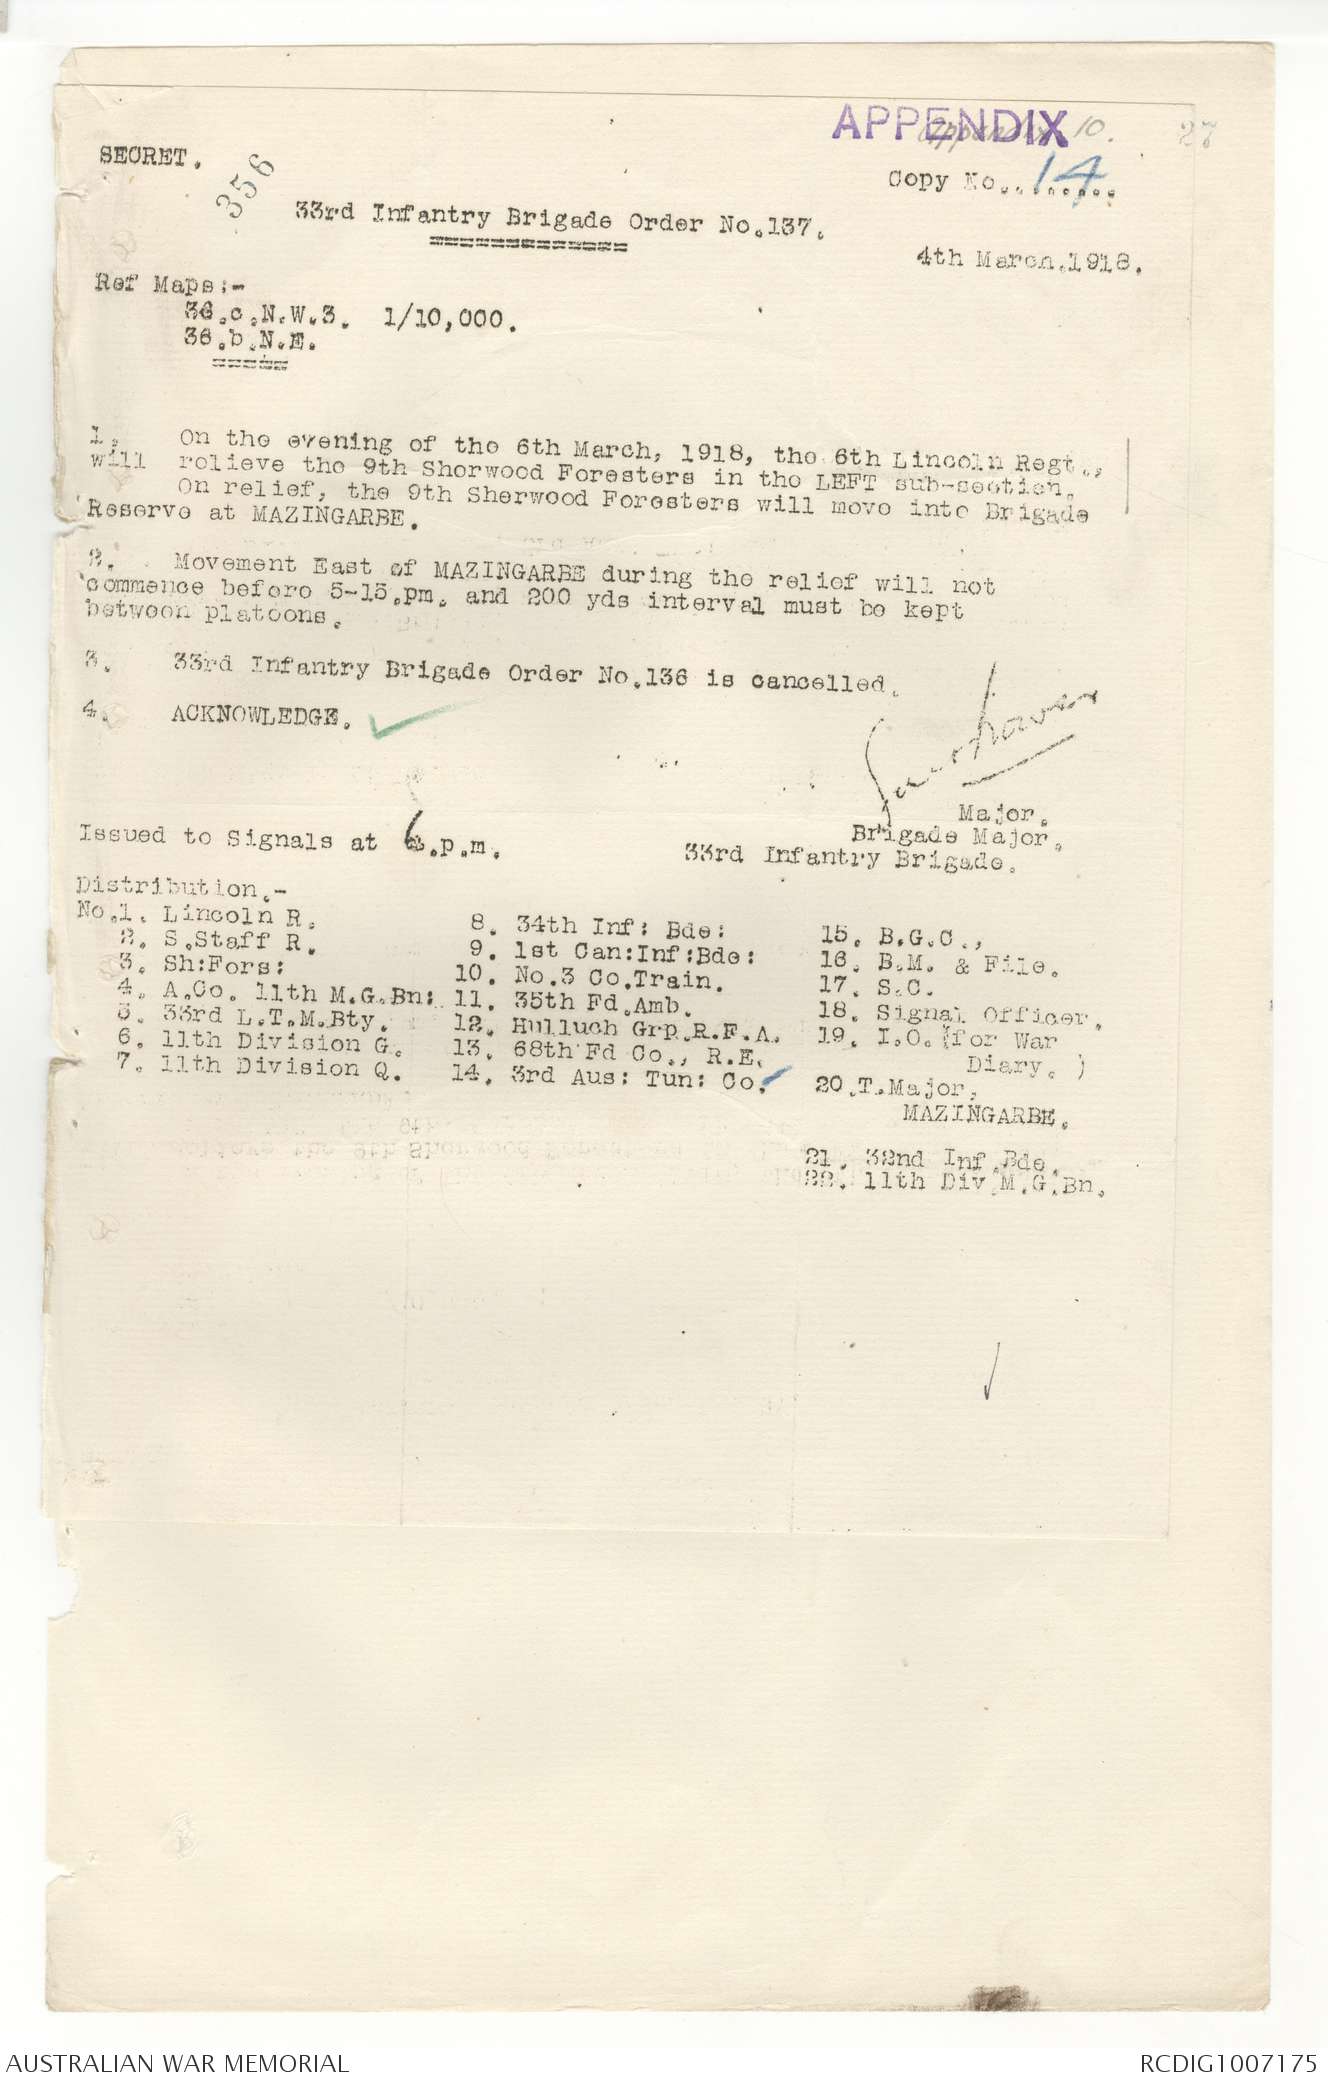 APPENDIX
Appendix 10.
27
SECRET.
356
Copy No. 14
33rd Infantry Brigade Order No.137.
4th March.1918.
Ref Maps:-
36.c.N.W.3. 1/10,000.
36.b.N.E.
1. On the evening of the 6th March, 1918, the 6th Lincoln Regt.,
will relieve the 9th Sherwood Foresters in the LEFT sub-section.
On relief, the 9th Sherwood Foresters will move into Brigade
Reserve at MAZINGARBE.
2. Movement East of MAZINGARBE during the relief will not
commence before 5-15.pm. and 200 yds interval must be kept
between platoons.
3. 33rd Infantry Brigade Order No.136 is cancelled.
4. ACKNOWLEDGE.
Major.
Brigade Major.
33rd Infantry Brigade.
Issued to Signals at 6.p.m.
Distribution.-
No.1. Lincoln R.
2. S.Staff R.
3. Sh:Fors:
4. A.Co. 11th M.G.Bn:
5. 33rd L.T.M.Bty.
6. 11th Division G.
7. 11th Division Q.
8. 34th Inf: Bde:
9. 1st Can:Inf:Bde:
10. No.3 Co.Train.
11. 35th Fd.Amb.
12. Hulluch Grp.R.F.A.
13. 68th Fd Co., R.E.
14. 3rd Aus: Tun: Co.
15. B.G.C.,
16. B.M. & File.
17. S.C.
18. Signal Officer.
19. I.O. (for War
Diary. )
20.T.Major,
MAZINGARBE.
21. 32nd Inf.Bde.
22. 11th Div.M.G.Bn.
AUSTRALIAN WAR MEMORIAL
RCDIG1007175